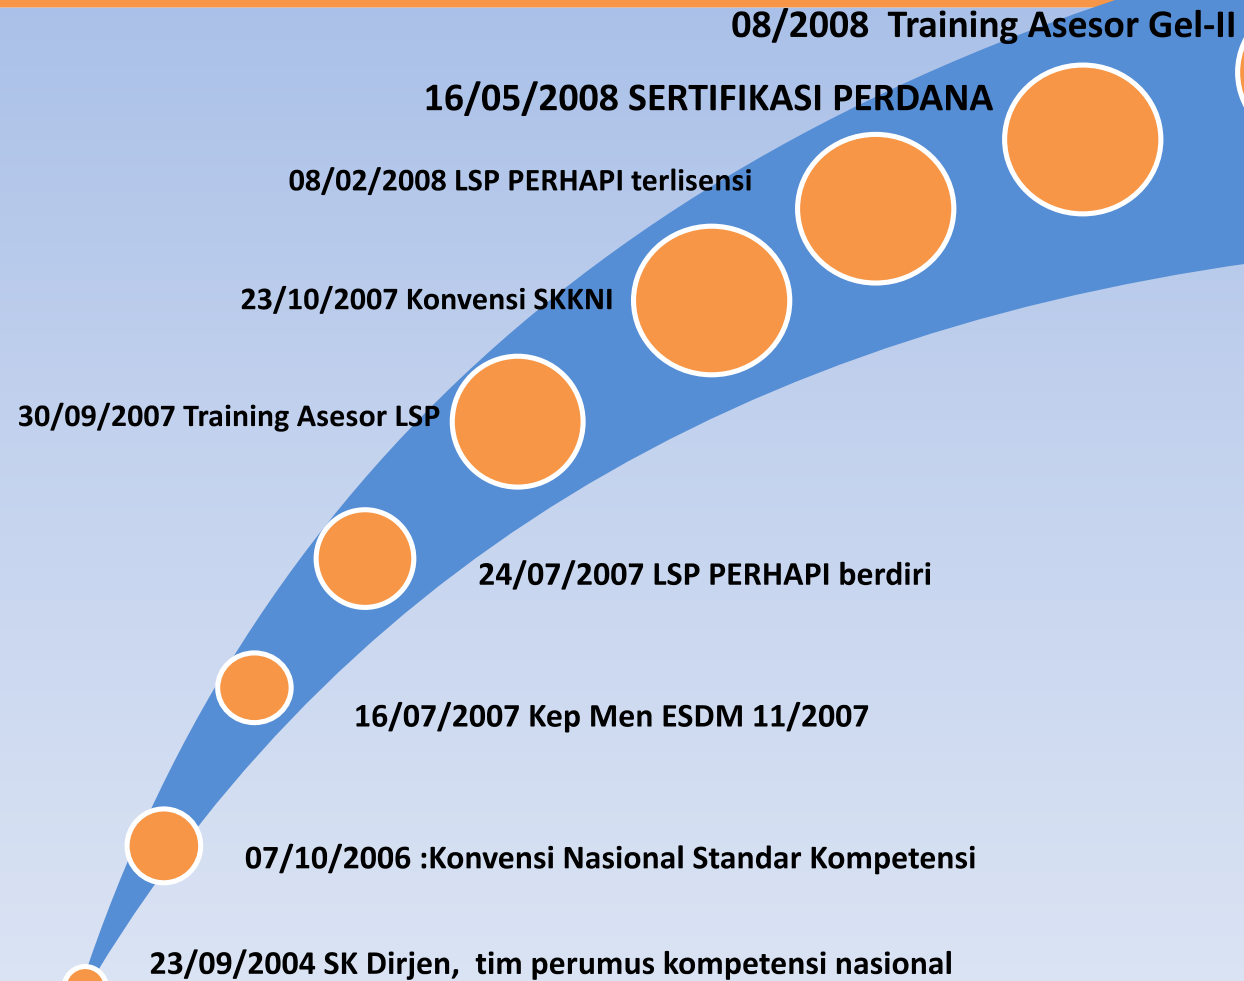 08/2008  Training Asesor Gel-II
16/05/2008 SERTIFIKASI PERDANA
08/02/2008 LSP PERHAPI terlisensi
23/10/2007 Konvensi SKKNI
30/09/2007 Training Asesor LSP
24/07/2007 LSP PERHAPI berdiri
16/07/2007 Kep Men ESDM 11/2007
07/10/2006 :Konvensi Nasional Standar Kompetensi
23/09/2004 SK Dirjen,  tim perumus kompetensi nasional